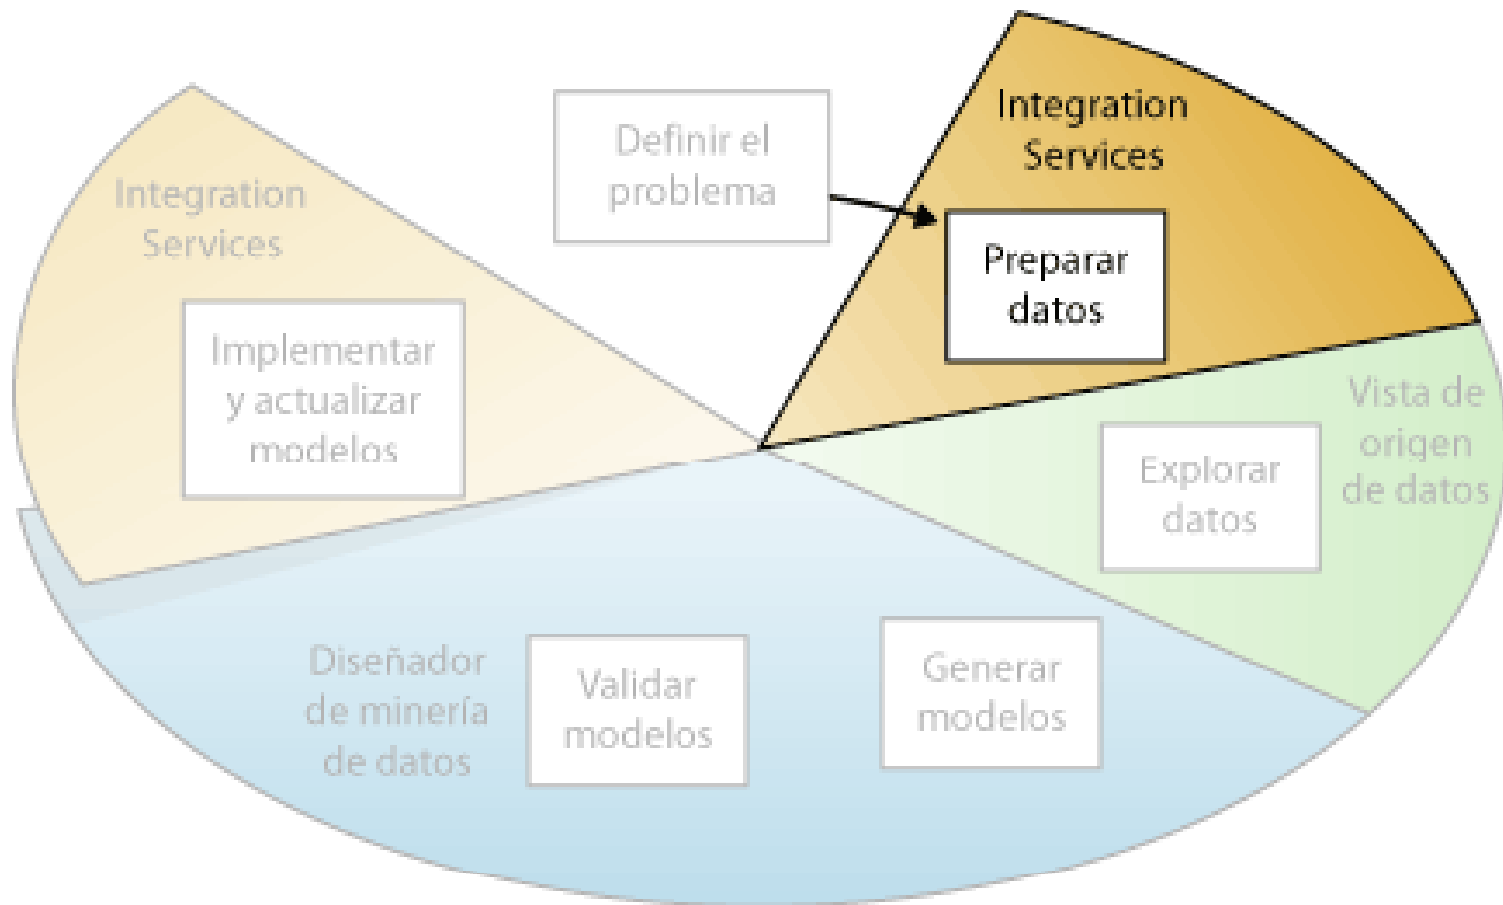 Definir el
problema
Integration
Services
Preparar
datos
Vista de
origen
de datos
Explorar
datos
Generar
modelos
Validar
modelos
Diseñador
de minería
de datos
Integration
Services
Implementar
y actualizar
modelos